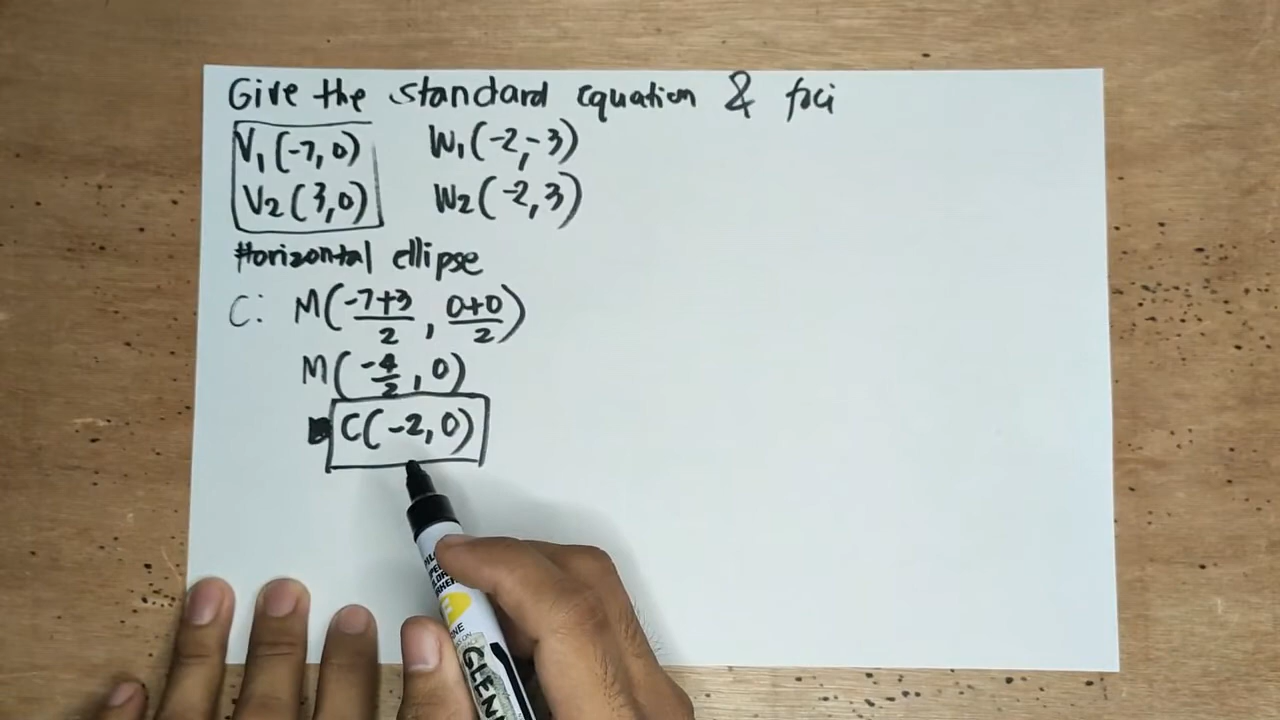 Give the standard equation & foci
V₁(-7,0) W₁(-2,-3)
V₂(3,0) W₂(-2,3)
Horizontal ellipse
C: M(-7+3/2, 0+0/2)
M(-4/2, 0)
C(-2,0)
GLENN